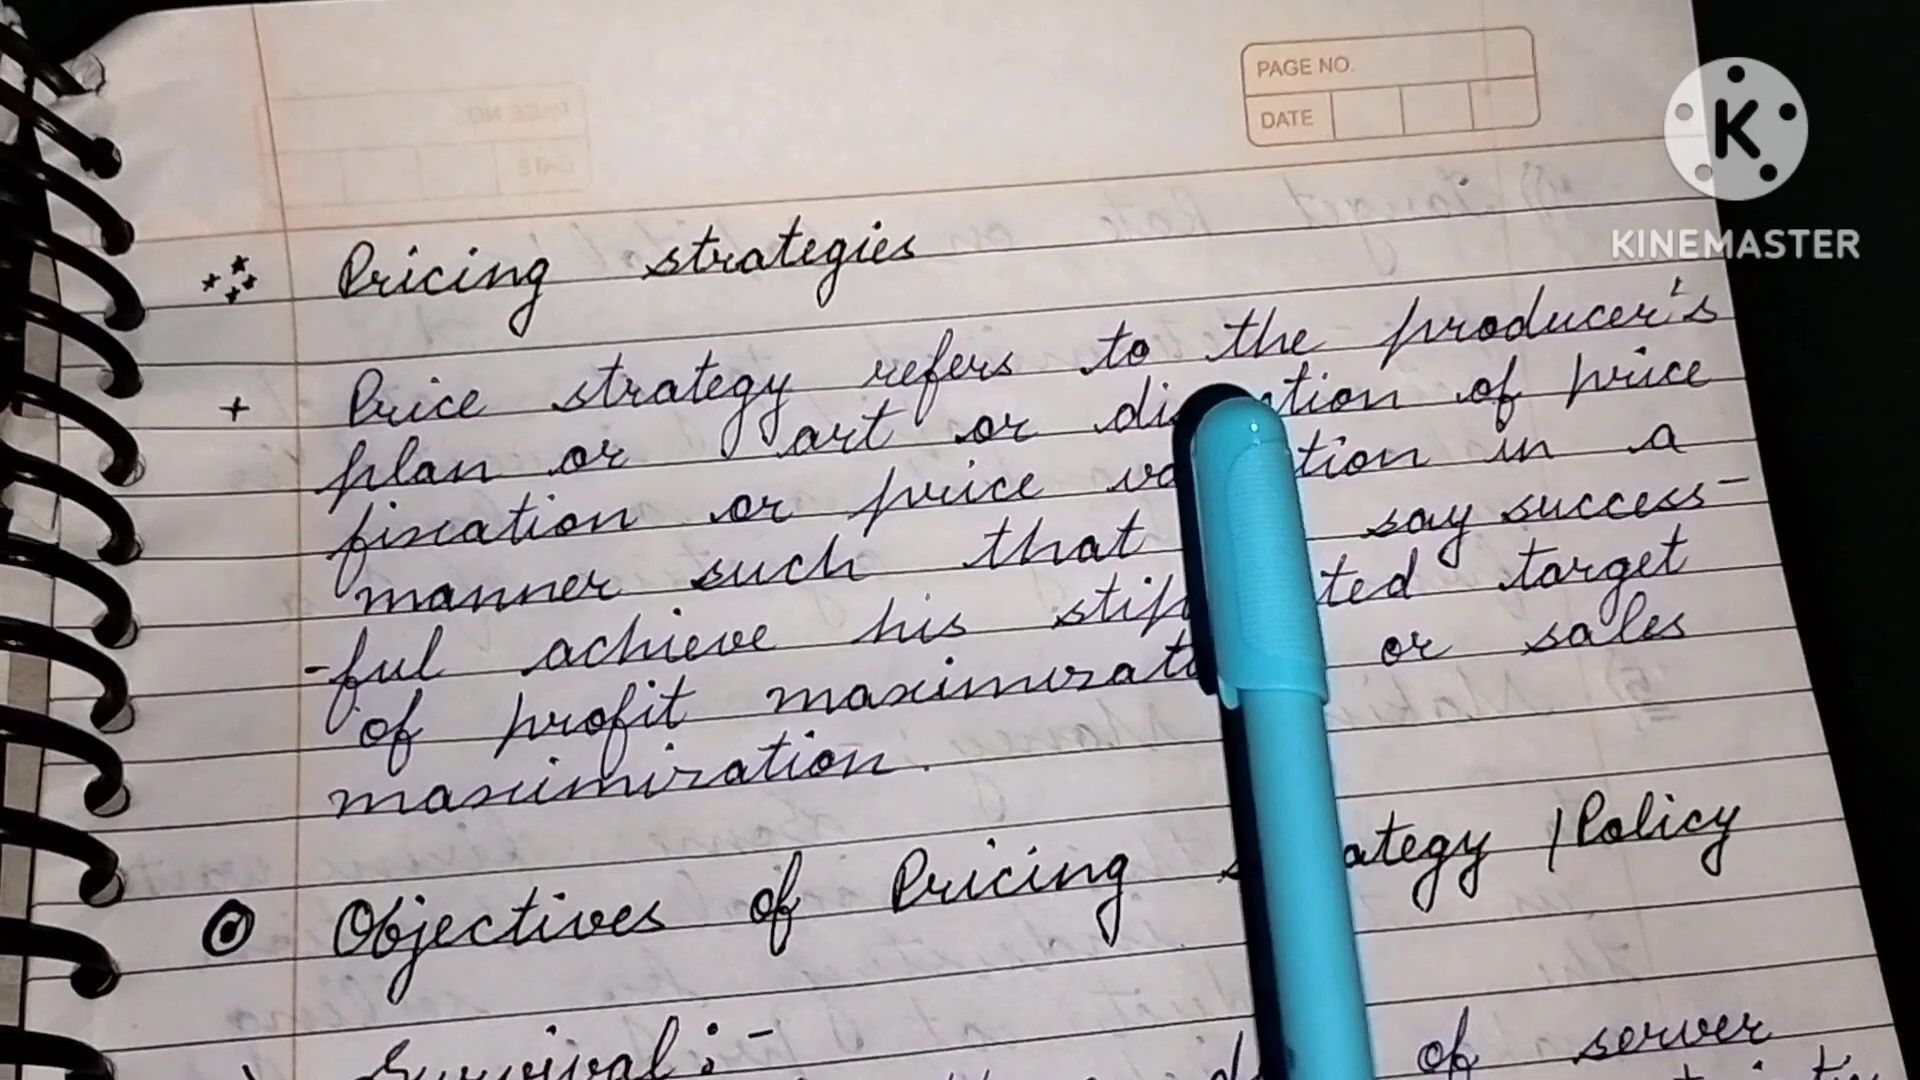 PAGE NO.
DATE
KINEMASTER
Pricing strategies
+ Price strategy refers to the producer's
plan or art or of price
fixation or price in a
manner such that say success-
-ful achieve his target
of profit or sales
maximization.
Objectives of Pricing / Policy
Survival :-
of server